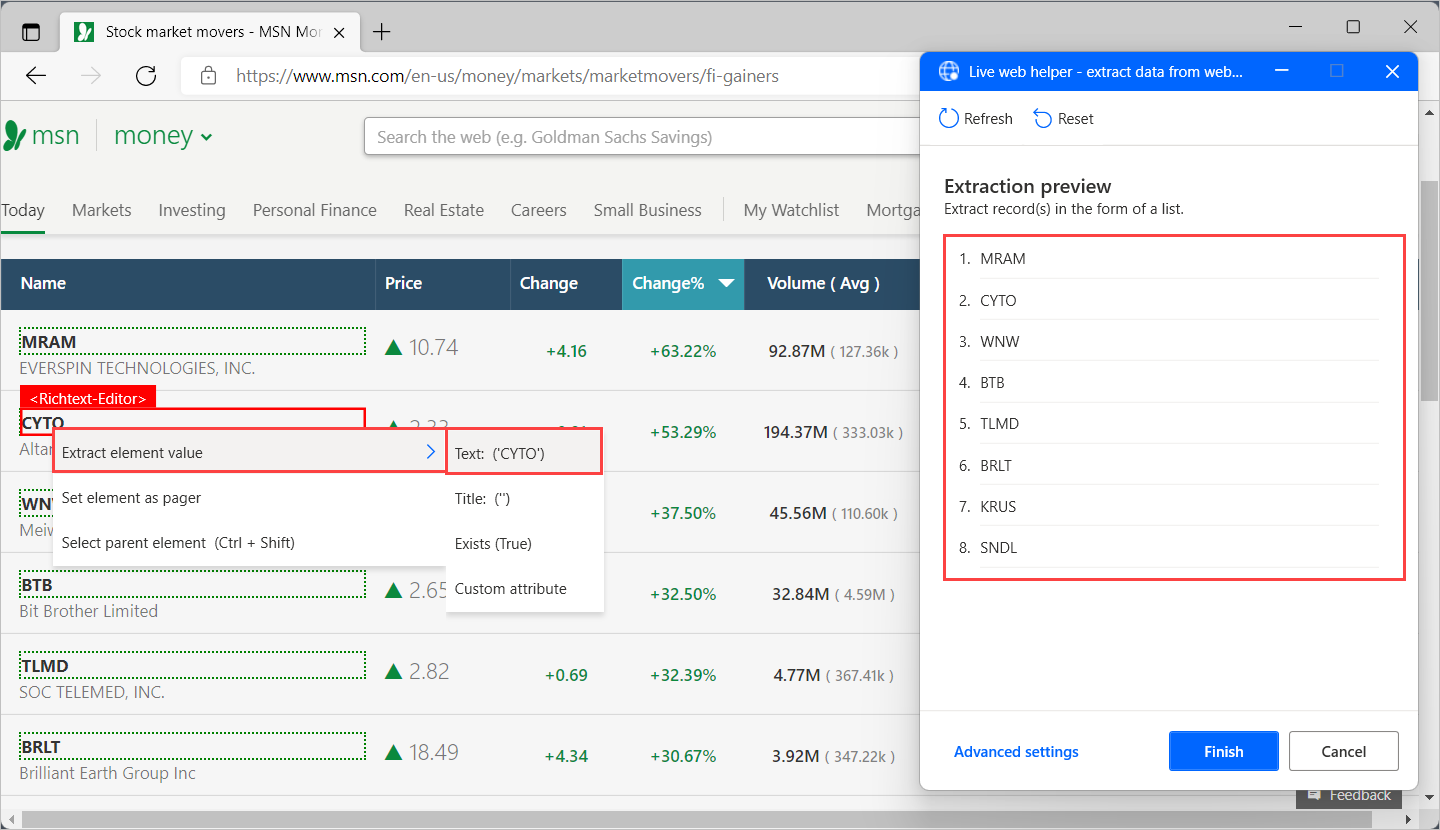 Stock market movers - MSN Mo
https://www.msn.com/en-us/money/markets/marketmovers/fi-gainers
msn money
Search the web (e.g. Goldman Sachs Savings)
Today Markets Investing Personal Finance Real Estate Careers Small Business My Watchlist Mortga
Name Price Change Change% Volume ( Avg )
MRAM
10.74 +4.16 +63.22% 92.87M ( 127.36k )
EVERSPIN TECHNOLOGIES, INC.
<Richtext-Editor>
CYTO
+53.29% 194.37M ( 333.03k )
Altar
Extract element value
Text: ('CYTO')
Set element as pager
Title: ('')
Select parent element (Ctrl + Shift)
Exists (True)
Custom attribute
WNW
+37.50% 45.56M ( 110.60k )
Meiw
BTB
2.65 +32.50% 32.84M ( 4.59M )
Bit Brother Limited
TLMD
2.82 +0.69 +32.39% 4.77M ( 367.41k )
SOC TELEMED, INC.
BRLT
18.49 +4.34 +30.67% 3.92M ( 347.22k )
Brilliant Earth Group Inc
Live web helper - extract data from web...
Refresh Reset
Extraction preview
Extract record(s) in the form of a list.
1. MRAM
2. CYTO
3. WNW
4. BTB
5. TLMD
6. BRLT
7. KRUS
8. SNDL
Advanced settings Finish Cancel
Feedback